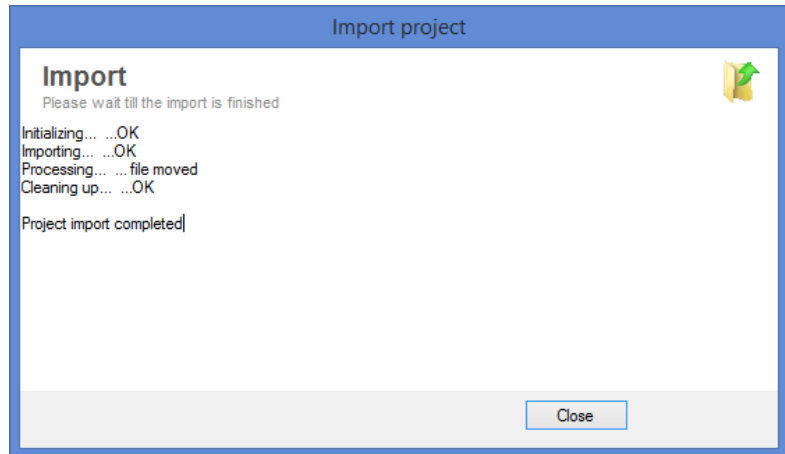 Import project
Import
Please wait till the import is finished
Initializing... ...OK
Importing... ...OK
Processing... ... file moved
Cleaning up... ...OK
Project import completed
Close